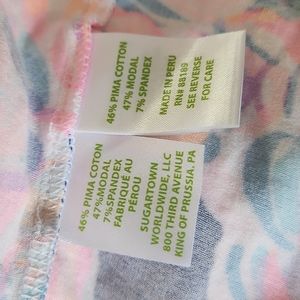 46% PIMA COTTON
47% MODAL
7% SPANDEX
MADE IN PERU
RN# 88189
SEE REVERSE
FOR CARE
46% PIMA COTON
47%MODAL
7%SPANDEX
FABRIQUÉ AU
PÉROU
SUGARTOWN
WORLDWIDE, LLC
800 THIRD AVENUE
KING OF PRUSSIA, PA